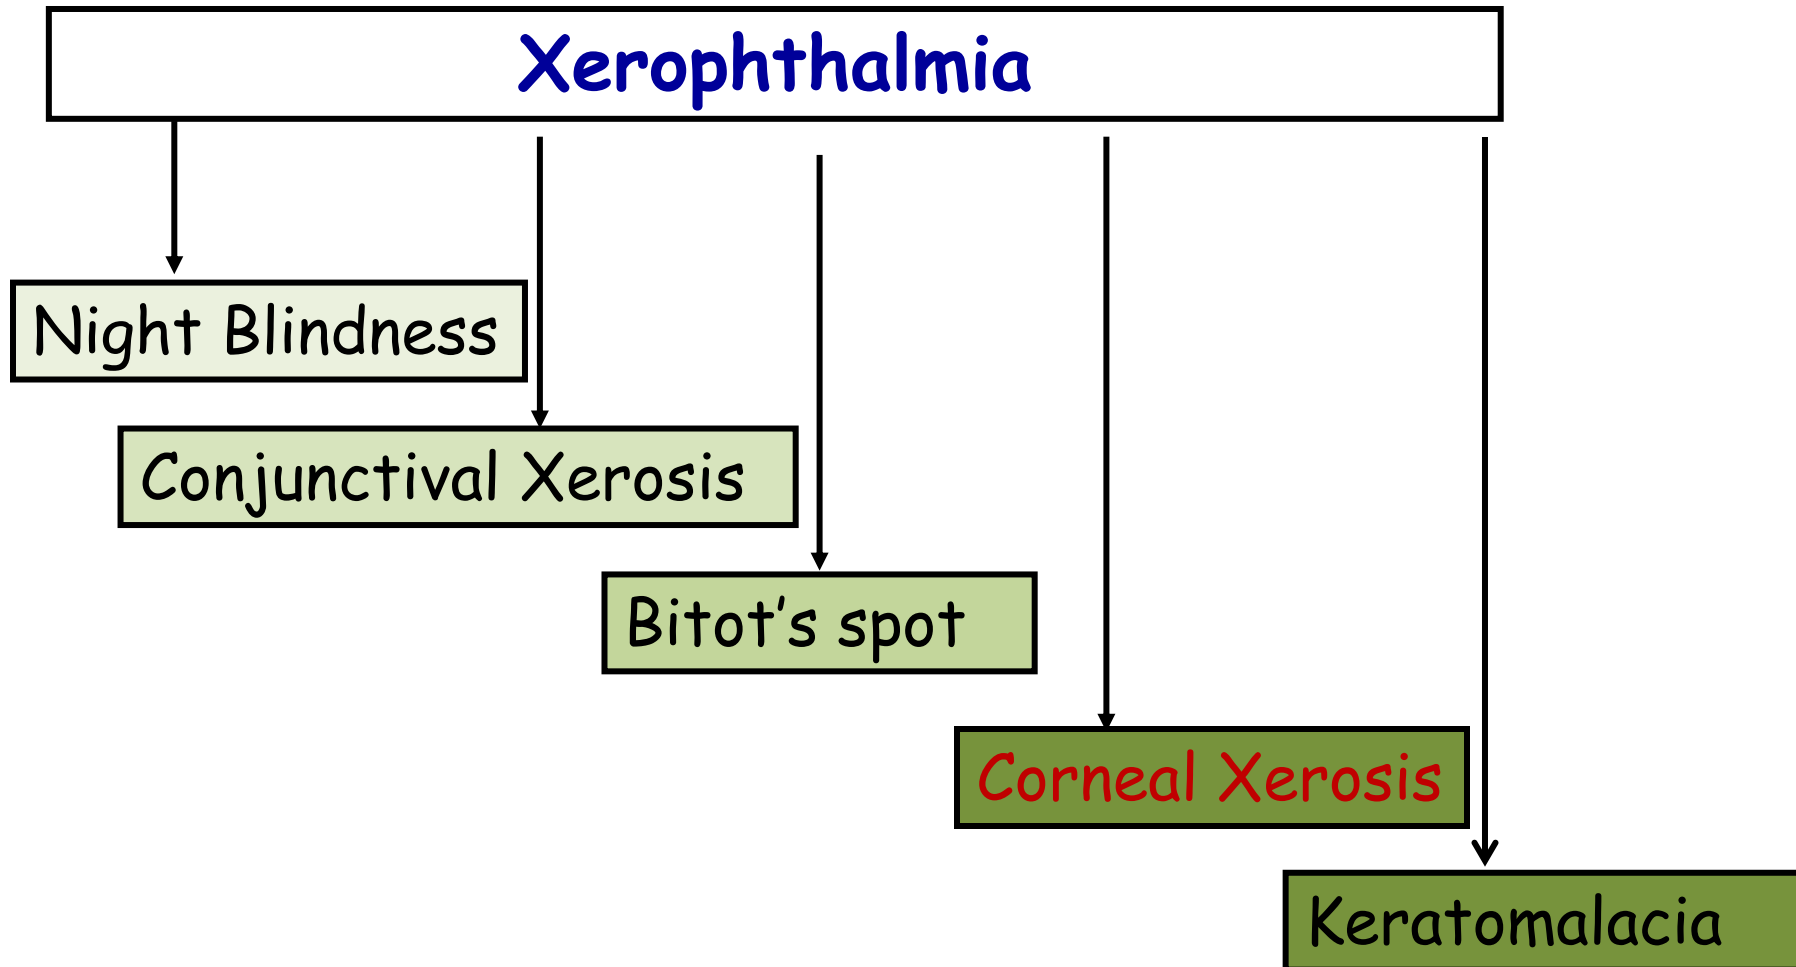 Xerophthalmia
Night Blindness
Conjunctival Xerosis
Bitot’s spot
Corneal Xerosis
Keratomalacia